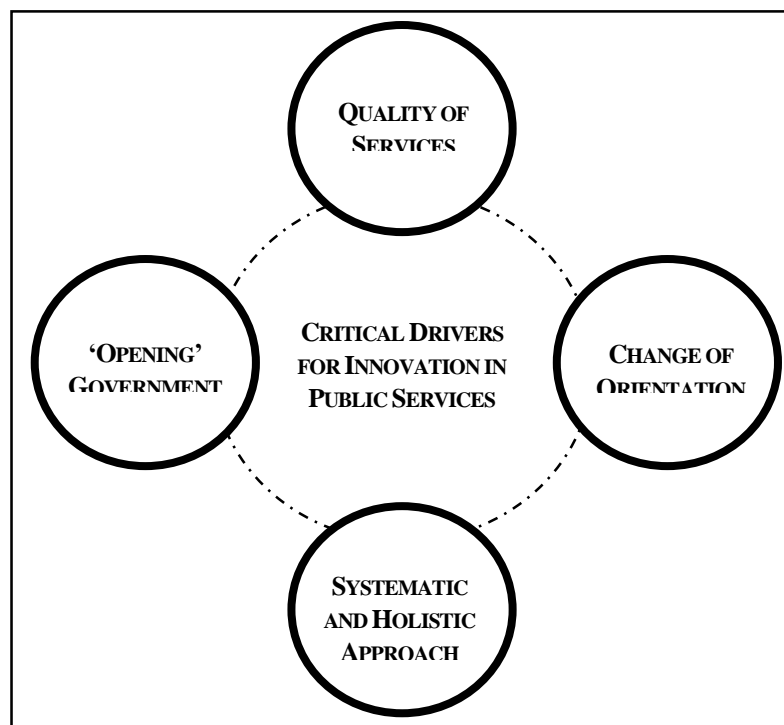 QUALITY OF
SERVICES
‘OPENING’
GOVERNMENT
CRITICAL DRIVERS
FOR INNOVATION IN
PUBLIC SERVICES
CHANGE OF
ORIENTATION
SYSTEMATIC
AND HOLISTIC
APPROACH